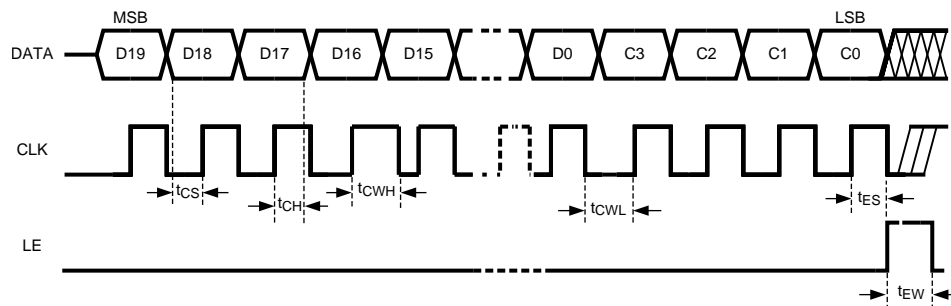 MSB LSB
DATA D19 D18 D17 D16 D15 D0 C3 C2 C1 C0
CLK
tCS tCH tCWH tCWL tES
LE
tEW